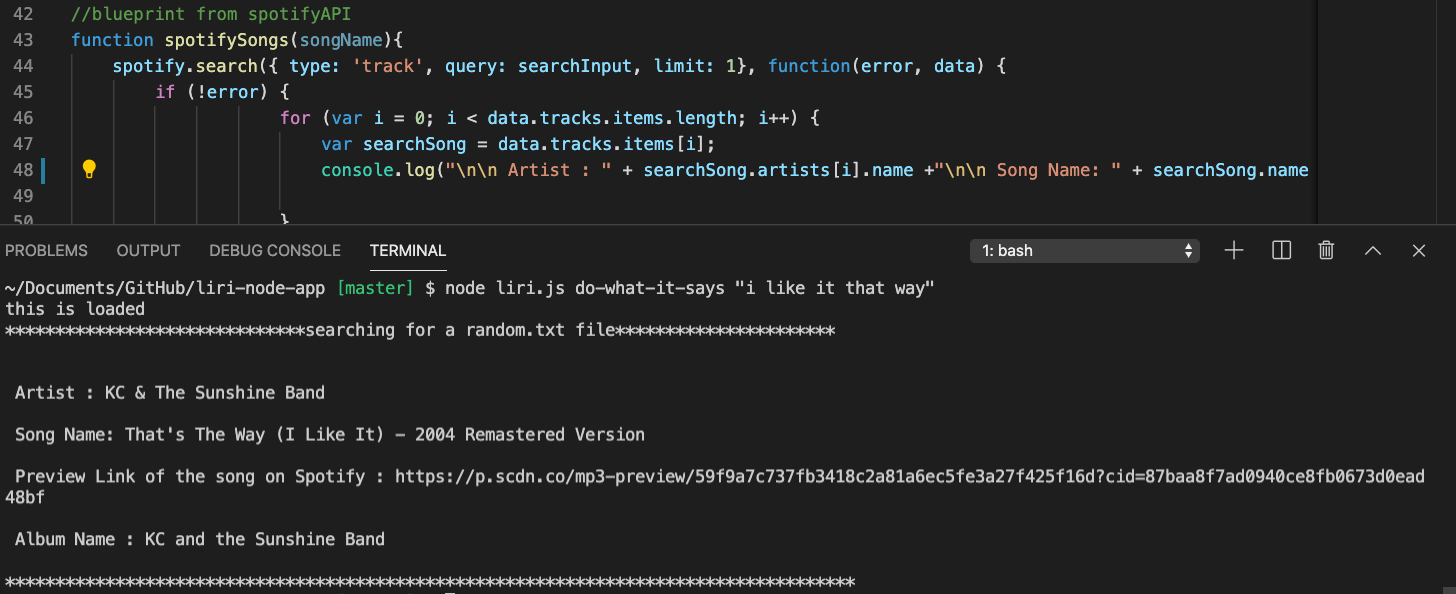 42 //blueprint from spotifyAPI
43 function spotifySongs(songName){
44 spotify.search({ type: 'track', query: searchInput, limit: 1}, function(error, data) {
45 if (!error) {
46 for (var i = 0; i < data.tracks.items.length; i++) {
47 var searchSong = data.tracks.items[i];
48 console.log("\n\n Artist : " + searchSong.artists[i].name +"\n\n Song Name: " + searchSong.name
49
50 }
PROBLEMS OUTPUT DEBUG CONSOLE TERMINAL 1: bash
~/Documents/GitHub/liri-node-app [master] $ node liri.js do-what-it-says "i like it that way"
this is loaded
******************************searching for a random.txt file**********************
Artist : KC & The Sunshine Band
Song Name: That's The Way (I Like It) - 2004 Remastered Version
Preview Link of the song on Spotify : https://p.scdn.co/mp3-preview/59f9a7c737fb3418c2a81a6ec5fe3a27f425f16d?cid=87baa8f7ad0940ce8fb0673d0ead
48bf
Album Name : KC and the Sunshine Band
*************************************************************************************